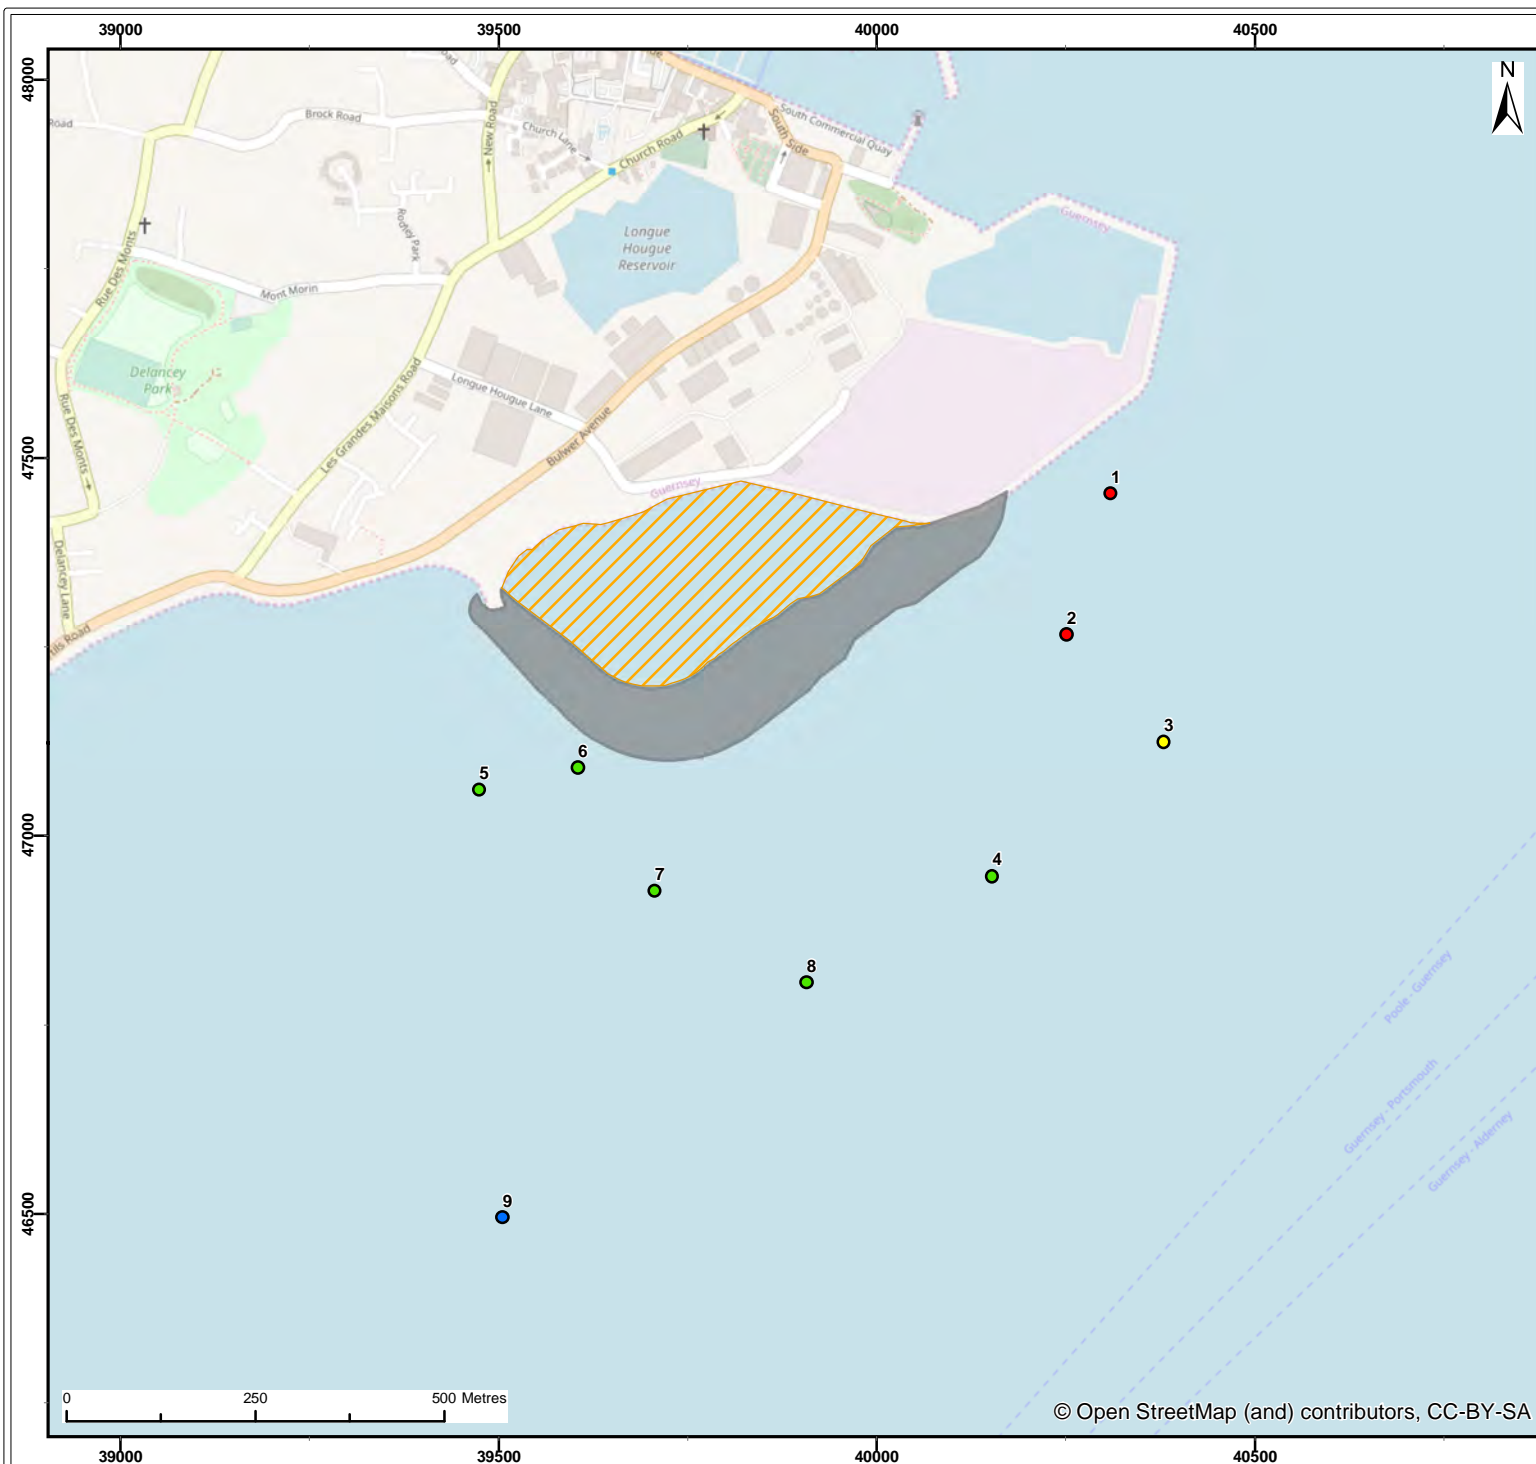 39000 39500 40000 40500
48000
47500
47000
46500
N
Road
Brock Road
New Road
Church Lane
Church Road
South Side
South Commercial Quay
Guernsey
Rodley Park
Longue
Hougue
Reservoir
Rue Des Monts
Mont Morin
Delancey
Park
Rue Des Monts
Les Grandes Maisons Road
Longue Hougue Lane
Bulwer Avenue
Guernsey
Delancey Lane
Road
1
2
3
4
5
6
7
8
9
Poole - Guernsey
Guernsey - Portsmouth
Guernsey - Alderney
0 250 500 Metres
© Open StreetMap (and) contributors, CC-BY-SA
39000 39500 40000 40500